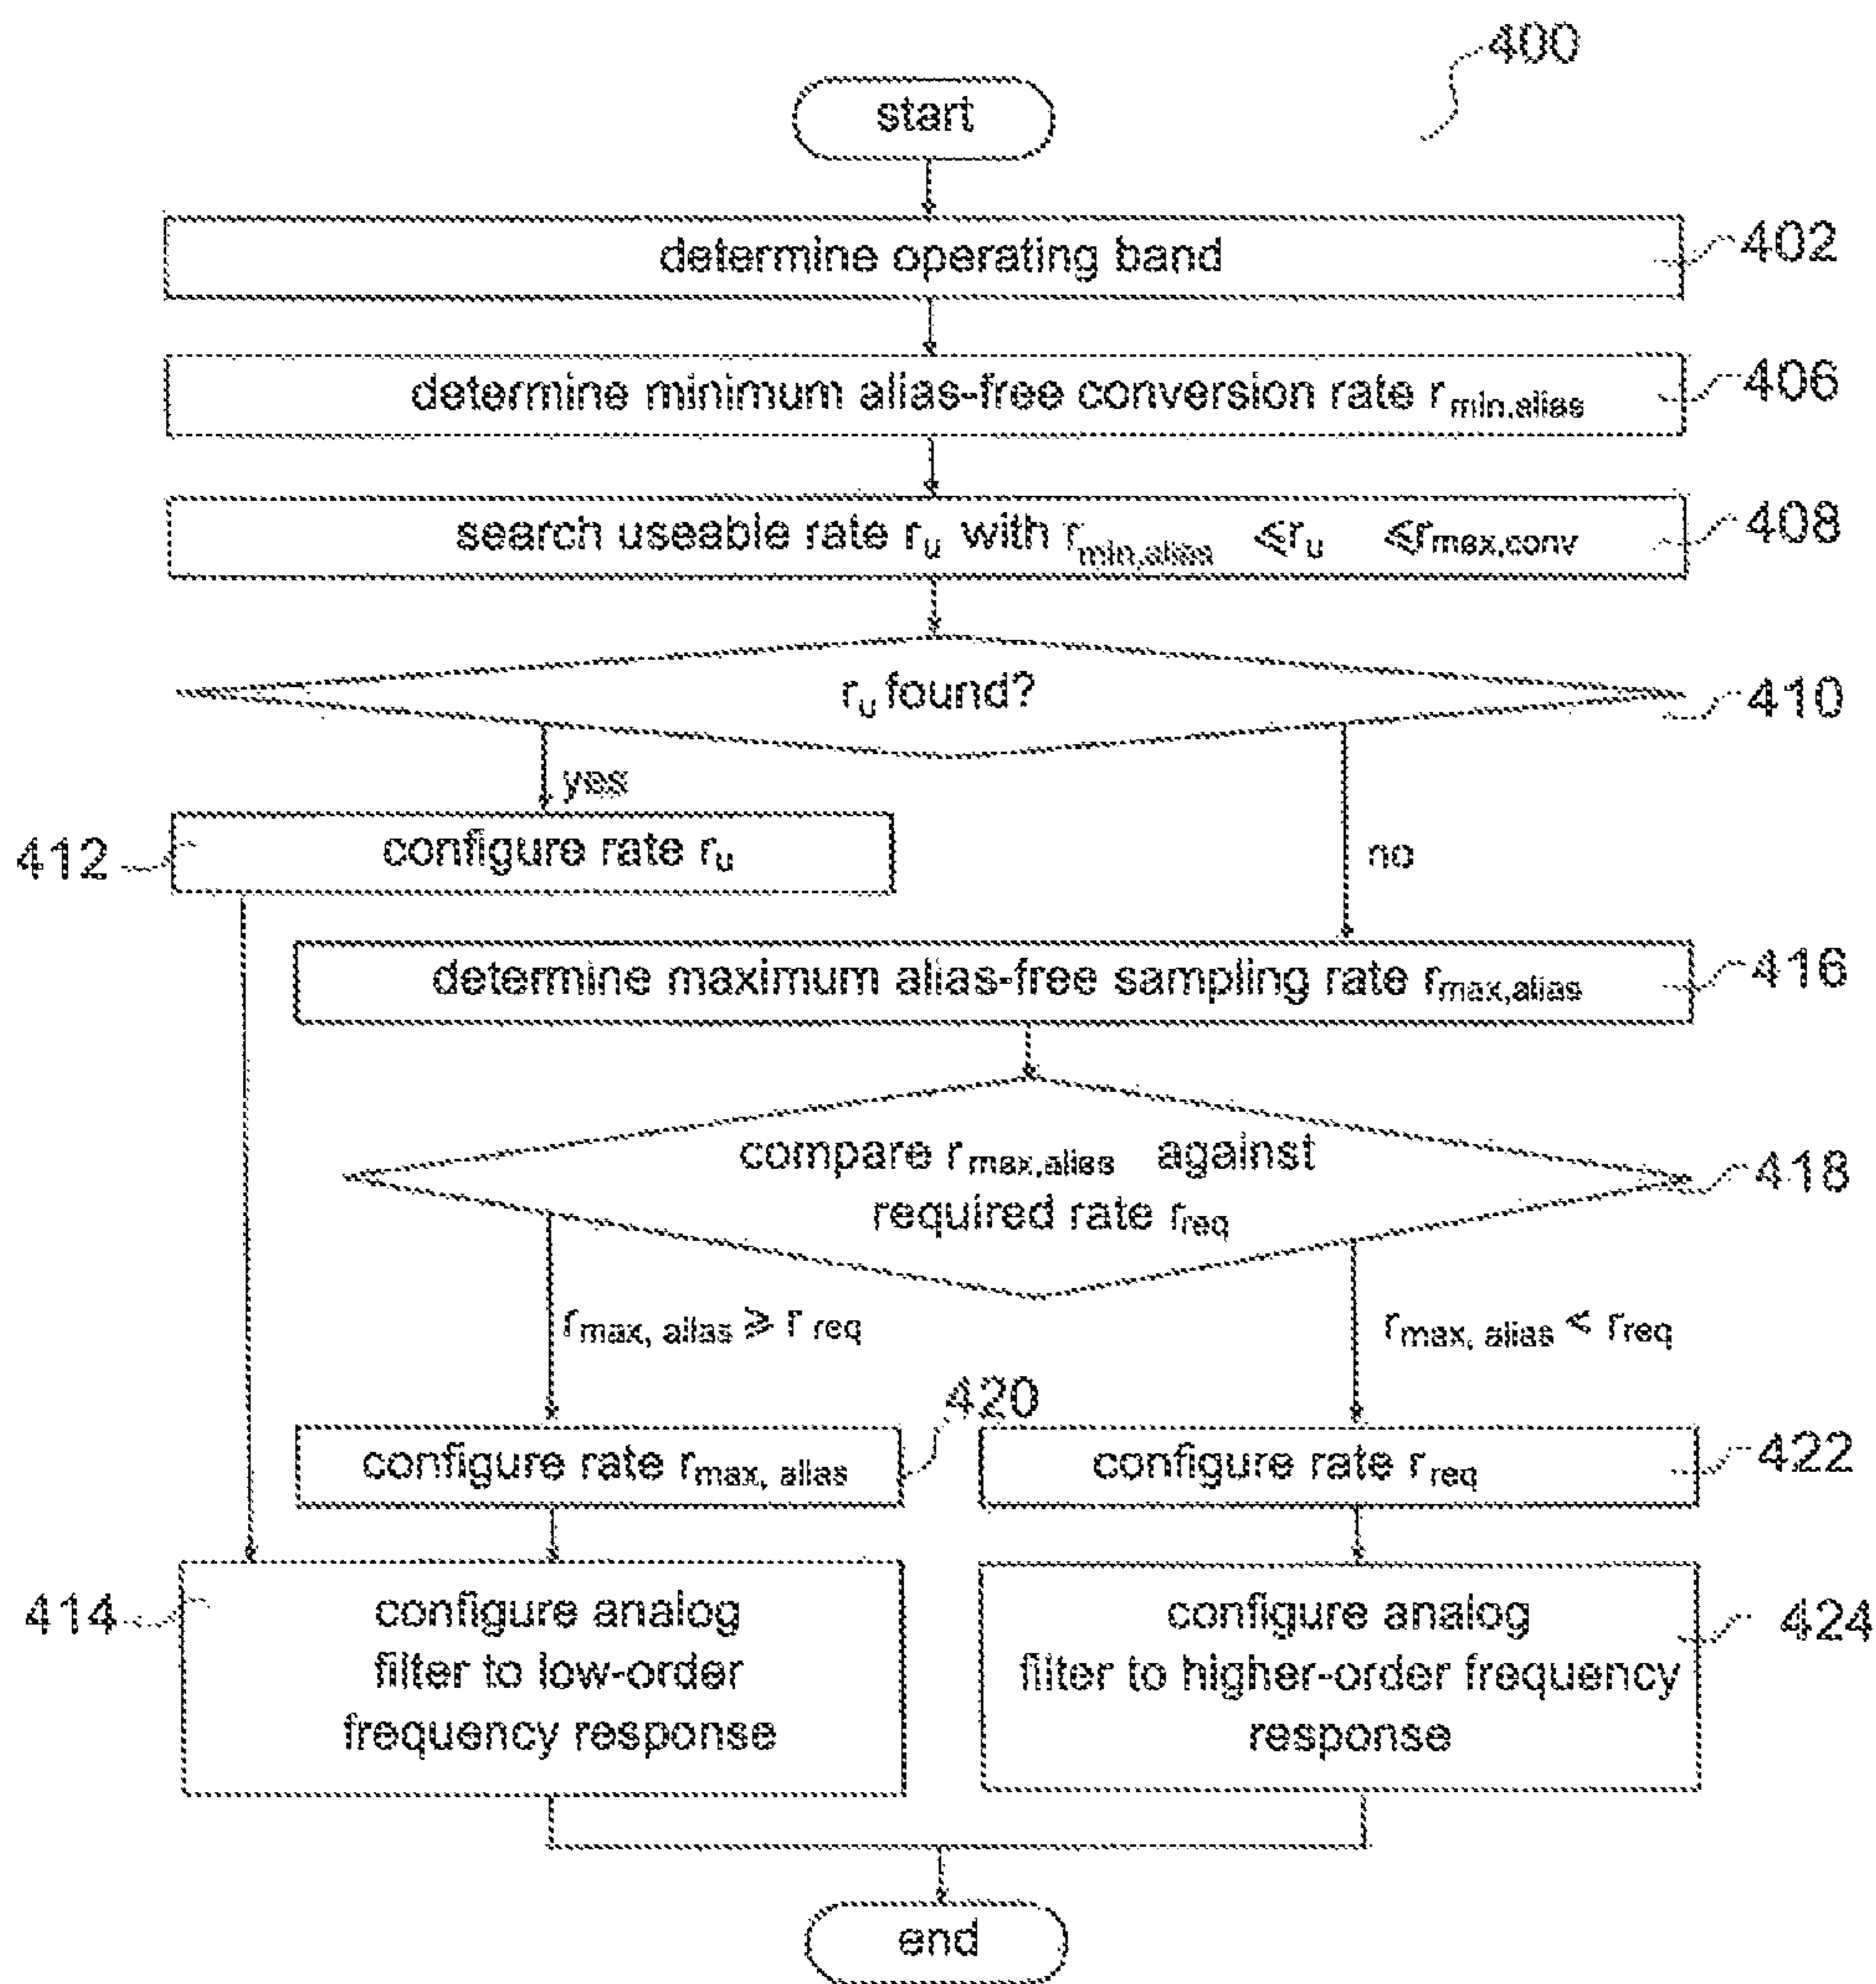 400
start
determine operating band
402
determine minimum alias-free conversion rate r_min,alias
406
search useable rate r_u with r_min,alias ⩽r_u ⩽r_max,conv
408
r_u found?
410
yes
no
configure rate r_u
412
determine maximum alias-free sampling rate r_max,alias
416
compare r_max,alias against
required rate r_req
418
r_max, alias ⩾ r_req
r_max, alias < r_req
420
configure rate r_max, alias
configure rate r_req
422
414
configure analog
filter to low-order
frequency response
configure analog
filter to higher-order frequency
response
424
end